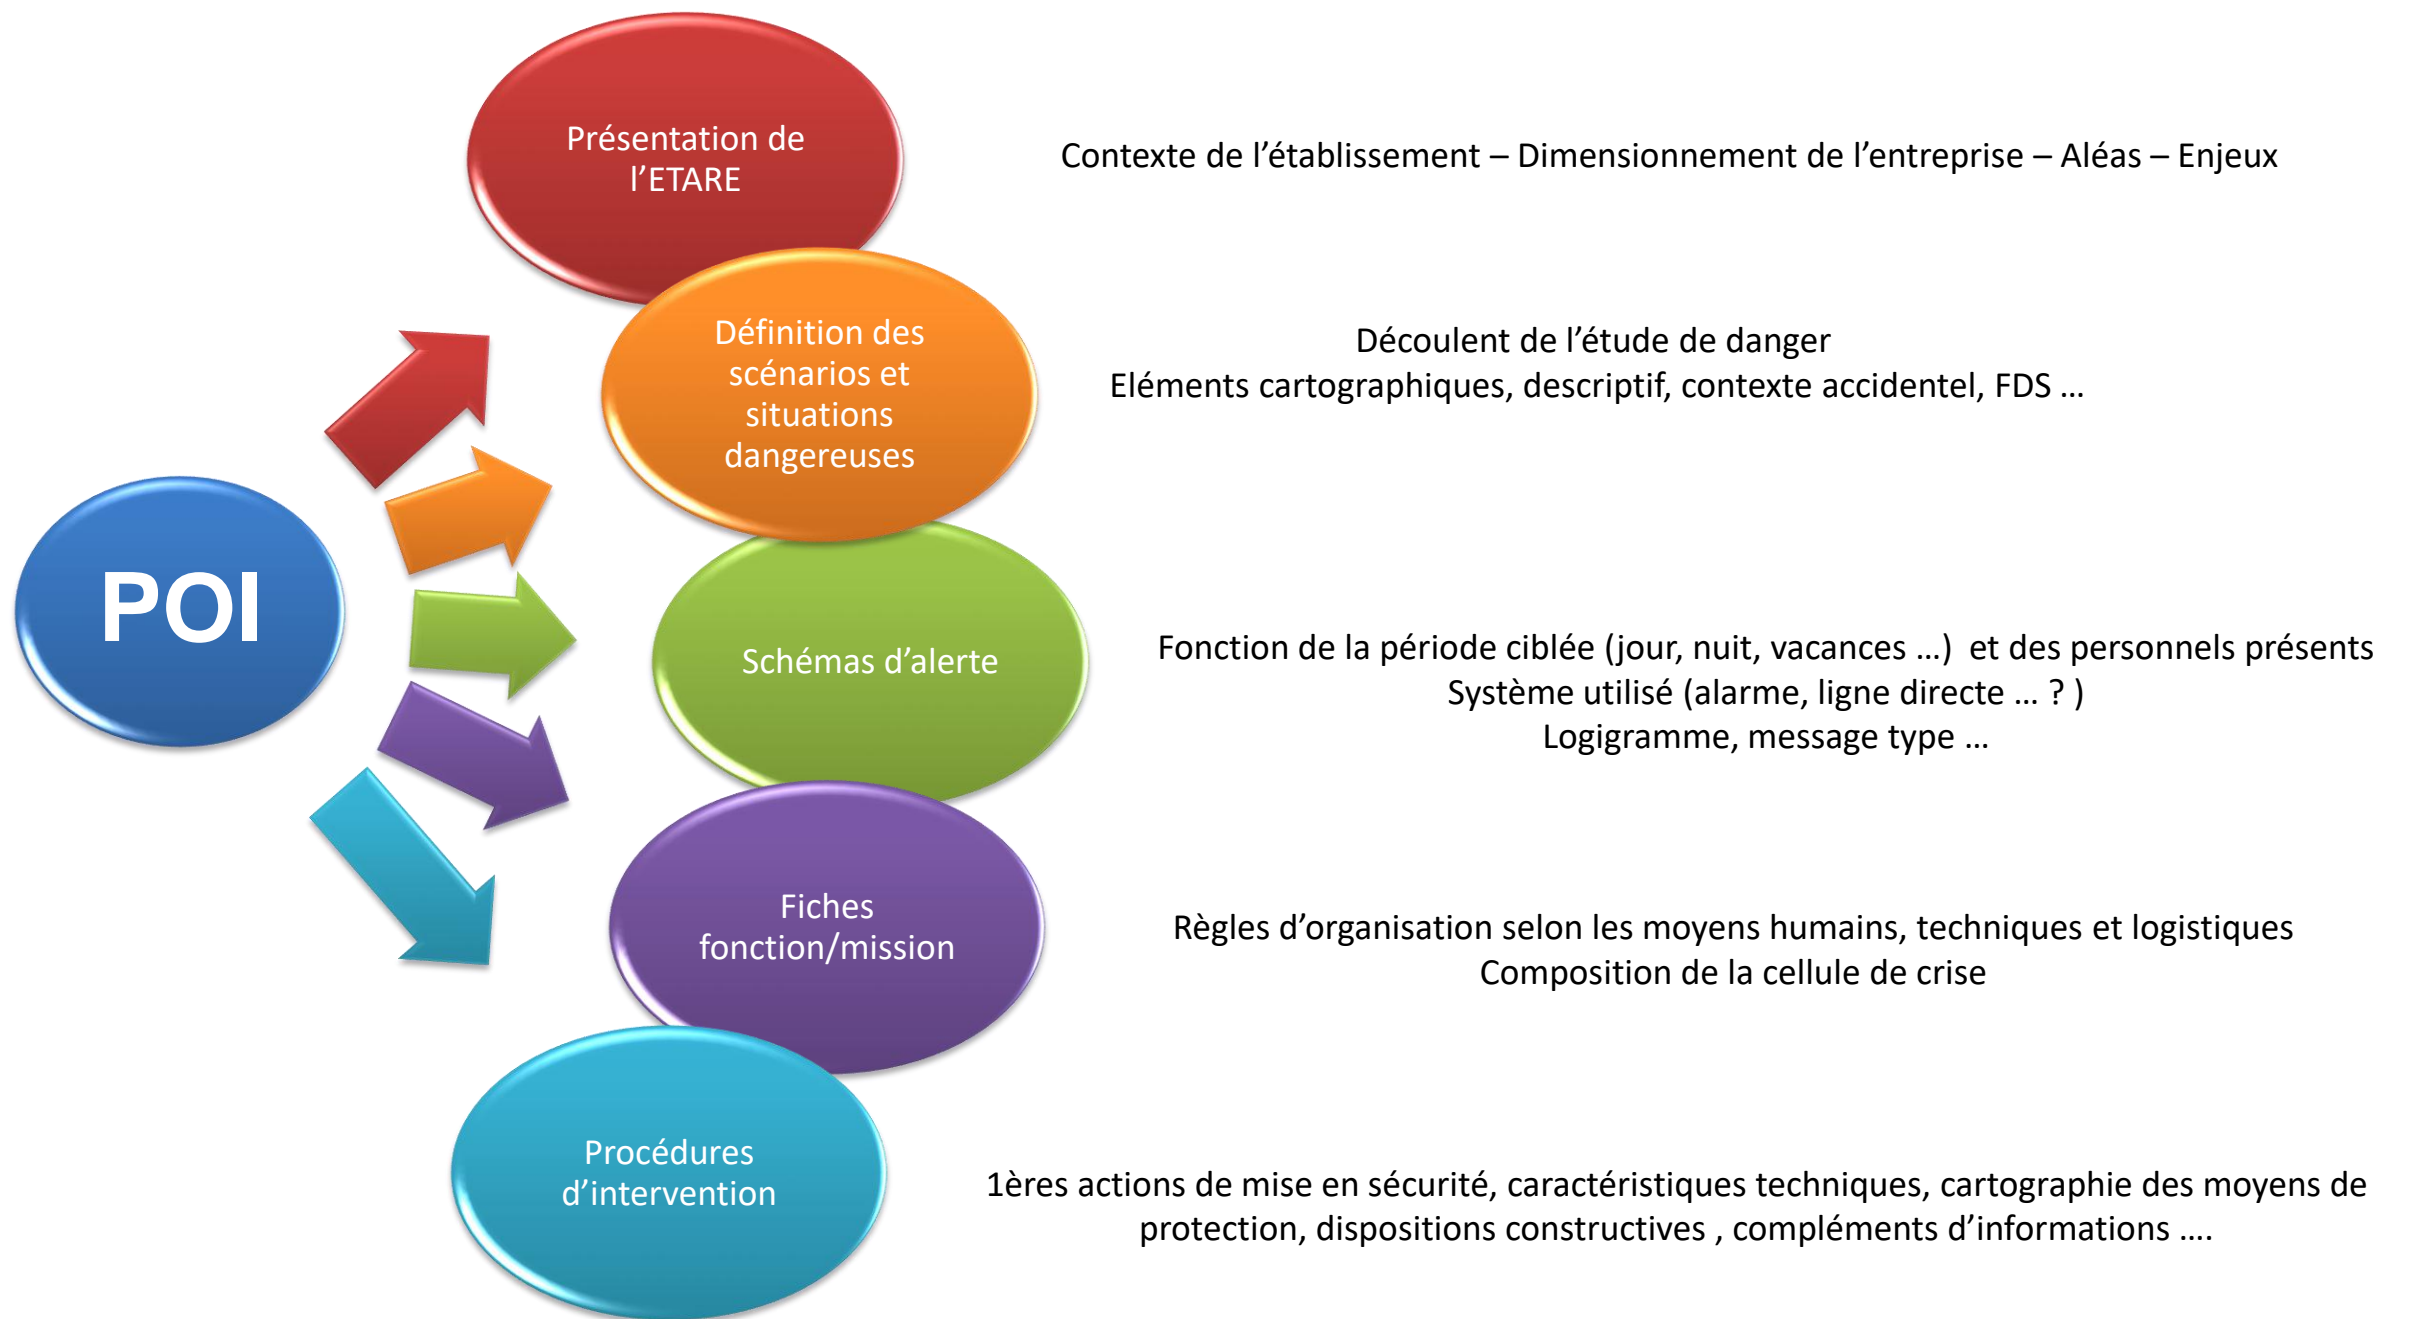 Présentation de
l’ETARE
Contexte de l’établissement – Dimensionnement de l’entreprise – Aléas – Enjeux
Définition des
scénarios et
situations
dangereuses
Découlent de l’étude de danger
Eléments cartographiques, descriptif, contexte accidentel, FDS ...
POI
Schémas d’alerte
Fonction de la période ciblée (jour, nuit, vacances ...)  et des personnels présents
Système utilisé (alarme, ligne directe ... ? )
Logigramme, message type ...
Fiches
fonction/mission
Règles d’organisation selon les moyens humains, techniques et logistiques
Composition de la cellule de crise
Procédures
d’intervention
1ères actions de mise en sécurité, caractéristiques techniques, cartographie des moyens de
protection, dispositions constructives , compléments d’informations ....